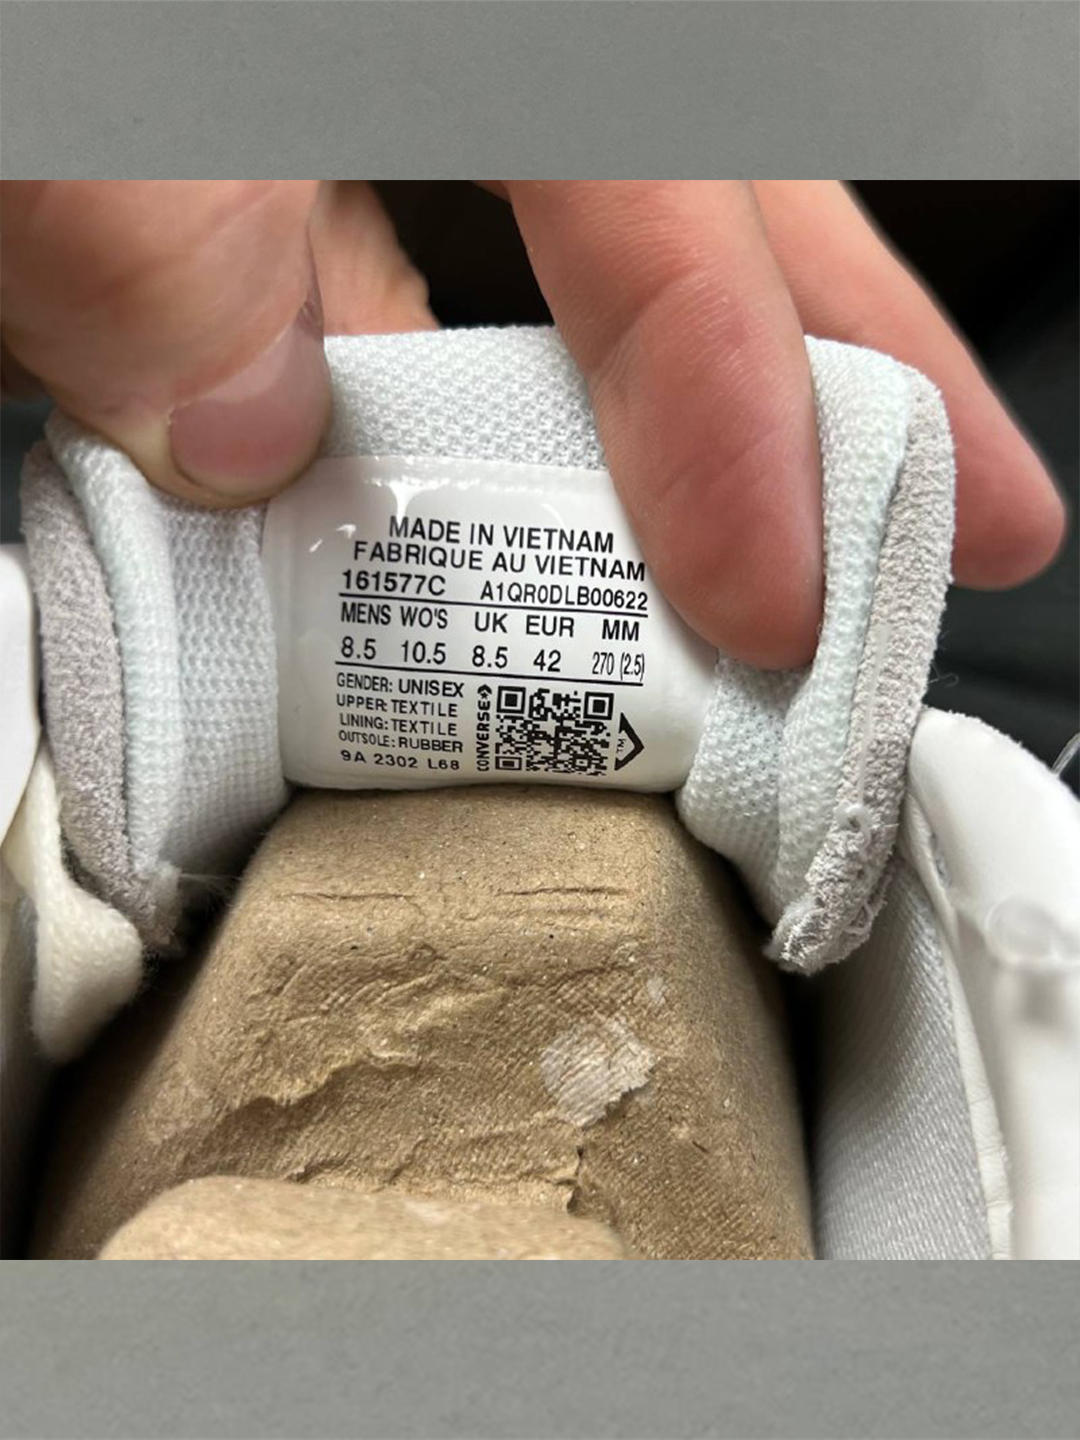 MADE IN VIETNAM
FABRIQUE AU VIETNAM
161577C A1QR0DLB00622
MENS WO'S UK EUR MM
8.5 10.5 8.5 42 270 (2.5)
GENDER: UNISEX
UPPER: TEXTILE
LINING: TEXTILE
OUTSOLE: RUBBER
9A 2302 L68
CONVERSE
TM